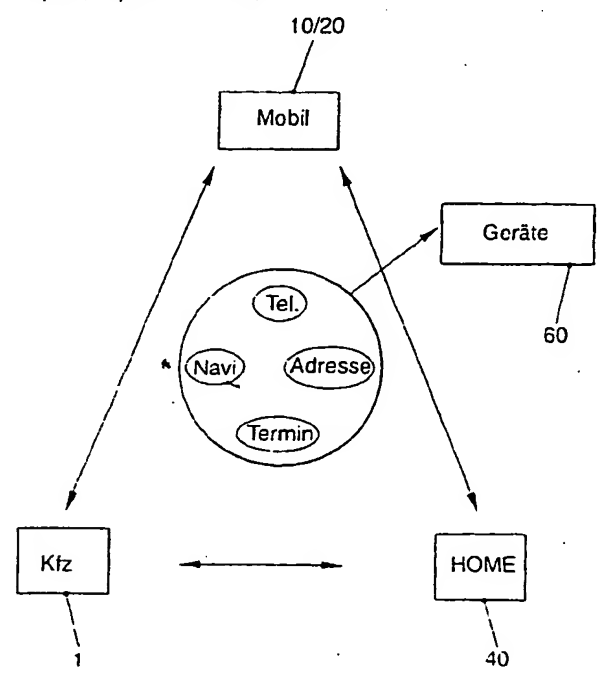 10/20
Mobil
Geräte
60
Tel.
Navi
Adresse
Termin
Kfz
HOME
1
40